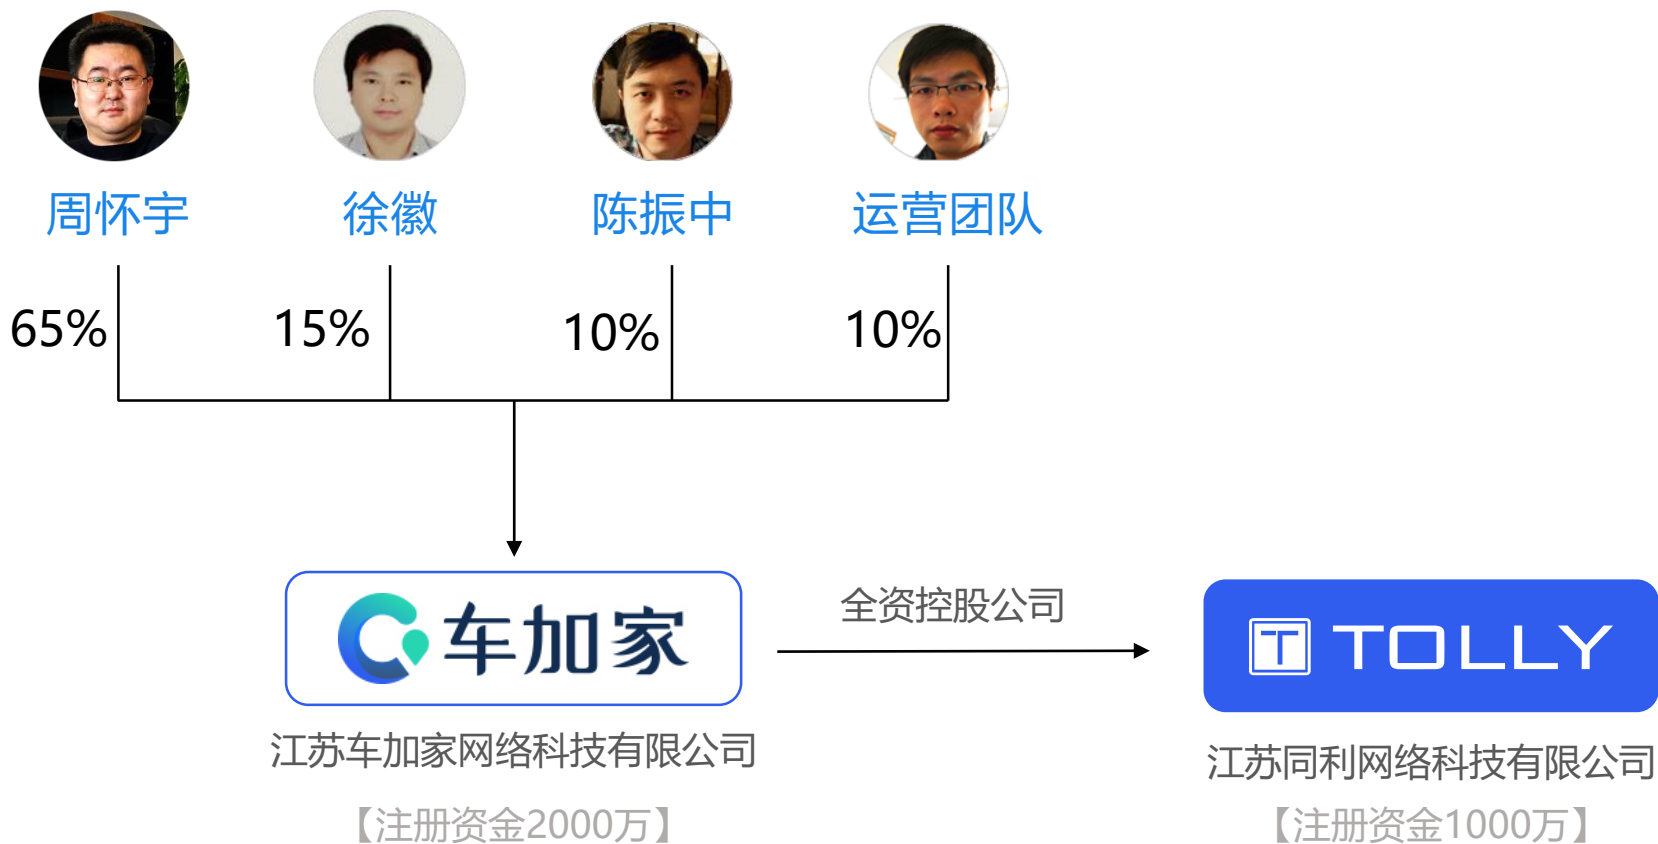 周怀宇
徐徽
陈振中
运营团队
65%
15%
10%
10%
车加家
全资控股公司
T TOLLY
江苏车加家网络科技有限公司
江苏同利网络科技有限公司
【注册资金2000万】
【注册资金1000万】